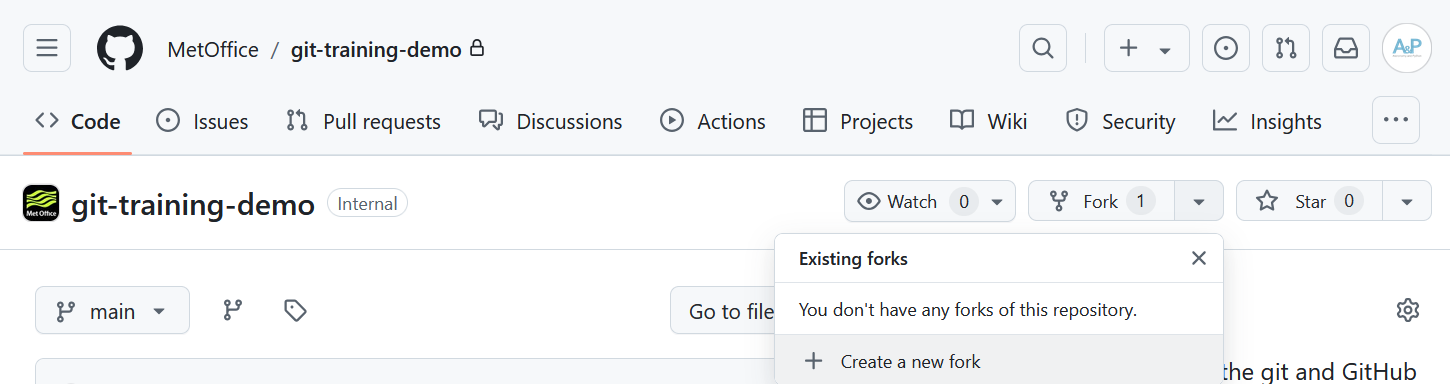 MetOffice / git-training-demo
A&P
Code Issues Pull requests Discussions Actions Projects Wiki Security Insights
Met Office
git-training-demo Internal Watch 0 Fork 1 Star 0
Existing forks
main Go to file You don't have any forks of this repository.
Create a new fork
the git and GitHub